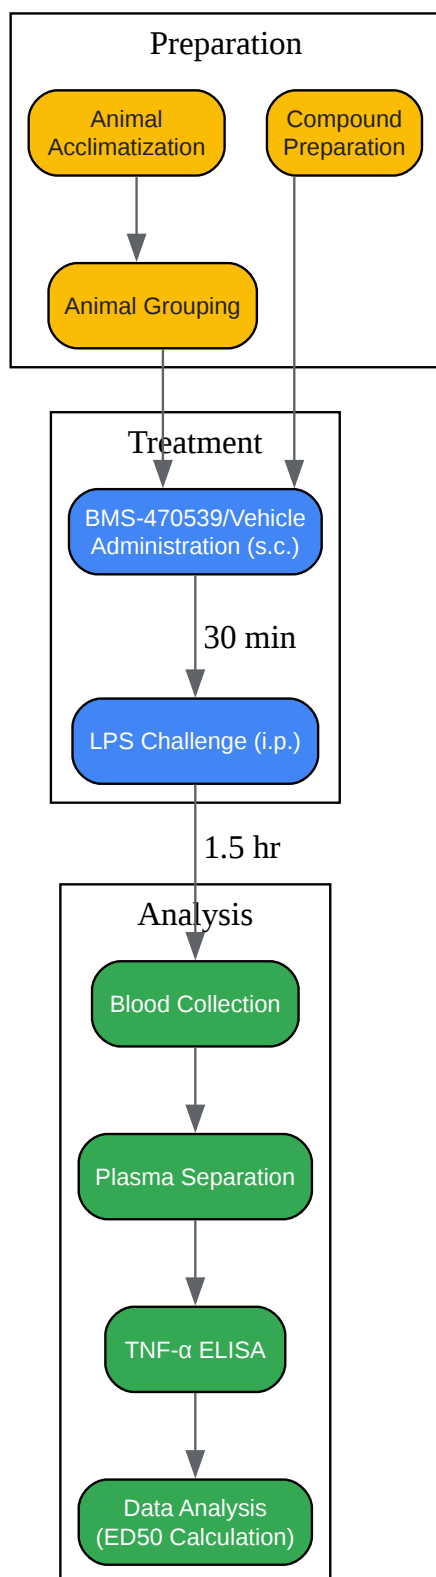 Preparation
Animal
Acclimatization
Compound
Preparation
Animal Grouping
Treatment
BMS-470539/Vehicle
Administration (s.c.)
30 min
LPS Challenge (i.p.)
1.5 hr
Analysis
Blood Collection
Plasma Separation
TNF-α ELISA
Data Analysis
(ED50 Calculation)